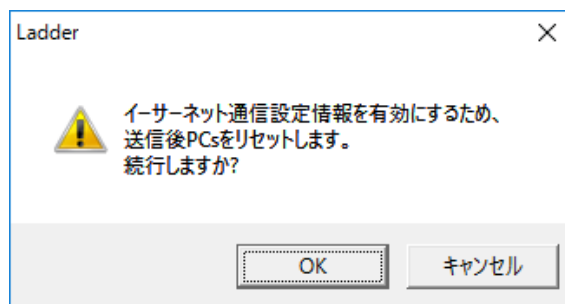 Ladder
イーサーネット通信設定情報を有効にするため、
送信後PCsをリセットします。
続行しますか?
OK
キャンセル